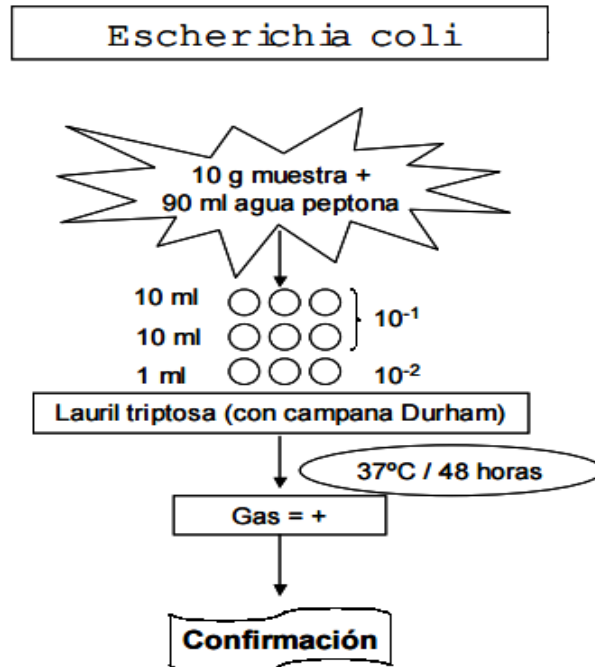 Escherichia coli
10 g muestra +
90 ml agua peptona
10 ml
10 ml
10⁻¹
1 ml 10⁻²
Lauril triptosa (con campana Durham)
37ºC / 48 horas
Gas = +
Confirmación